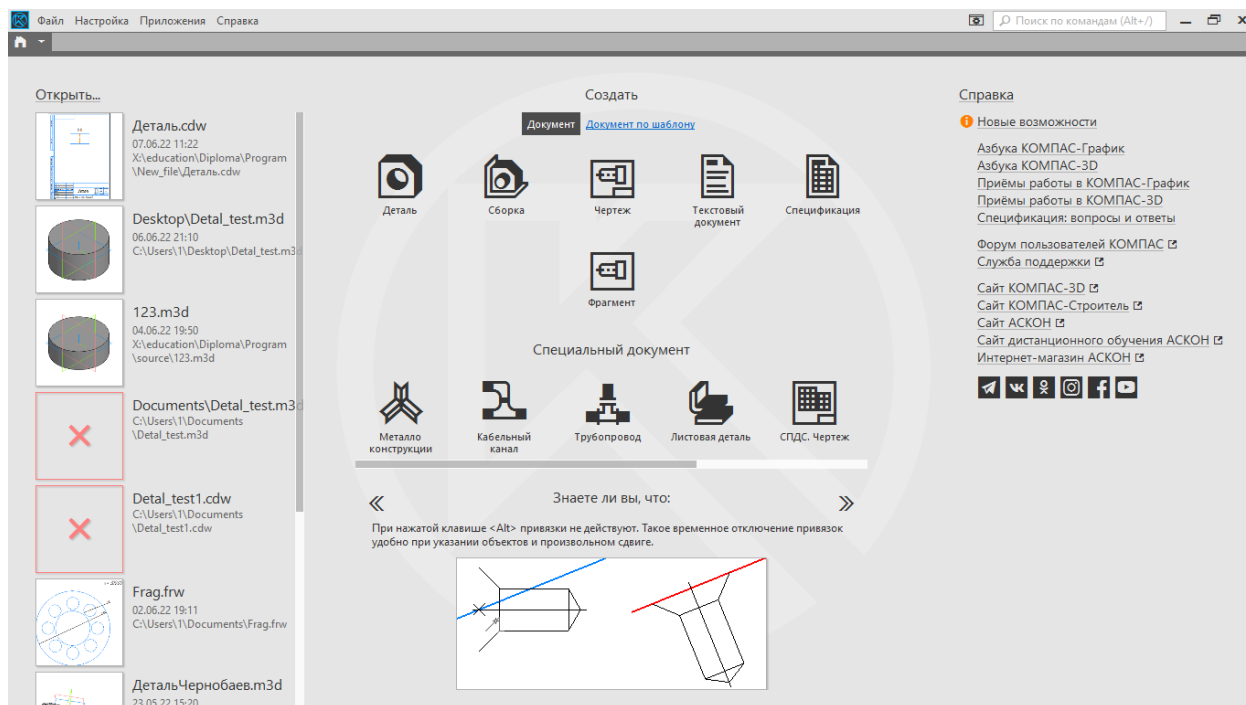 Файл Настройка Приложения Справка
Поиск по командам (Alt+/)
Открыть...
Деталь.cdw
07.06.22 11:22
X:\education\Diploma\Program
\New_file\Деталь.cdw
Desktop\Detal_test.m3d
06.06.22 21:10
C:\Users\1\Desktop\Detal_test.m3d
123.m3d
04.06.22 19:50
X:\education\Diploma\Program
\source\123.m3d
Documents\Detal_test.m3d
C:\Users\1\Documents
\Detal_test.m3d
Detal_test1.cdw
C:\Users\1\Documents
\Detal_test1.cdw
Frag.frw
02.06.22 19:11
C:\Users\1\Documents\Frag.frw
ДетальЧернобаев.m3d
23.05.22 15:20
Создать
Документ Документ по шаблону
Деталь
Сборка
Чертеж
Текстовый
документ
Спецификация
Фрагмент
Специальный документ
Металло
конструкции
Кабельный
канал
Трубопровод
Листовая деталь
СПДС. Чертеж
Знаете ли вы, что:
При нажатой клавише <Alt> привязки не действуют. Такое временное отключение привязок
удобно при указании объектов и произвольном сдвиге.
Справка
Новые возможности
Азбука КОМПАС-График
Азбука КОМПАС-3D
Приёмы работы в КОМПАС-График
Приёмы работы в КОМПАС-3D
Спецификация: вопросы и ответы
Форум пользователей КОМПАС
Служба поддержки
Сайт КОМПАС-3D
Сайт КОМПАС-Строитель
Сайт АСКОН
Сайт дистанционного обучения АСКОН
Интернет-магазин АСКОН